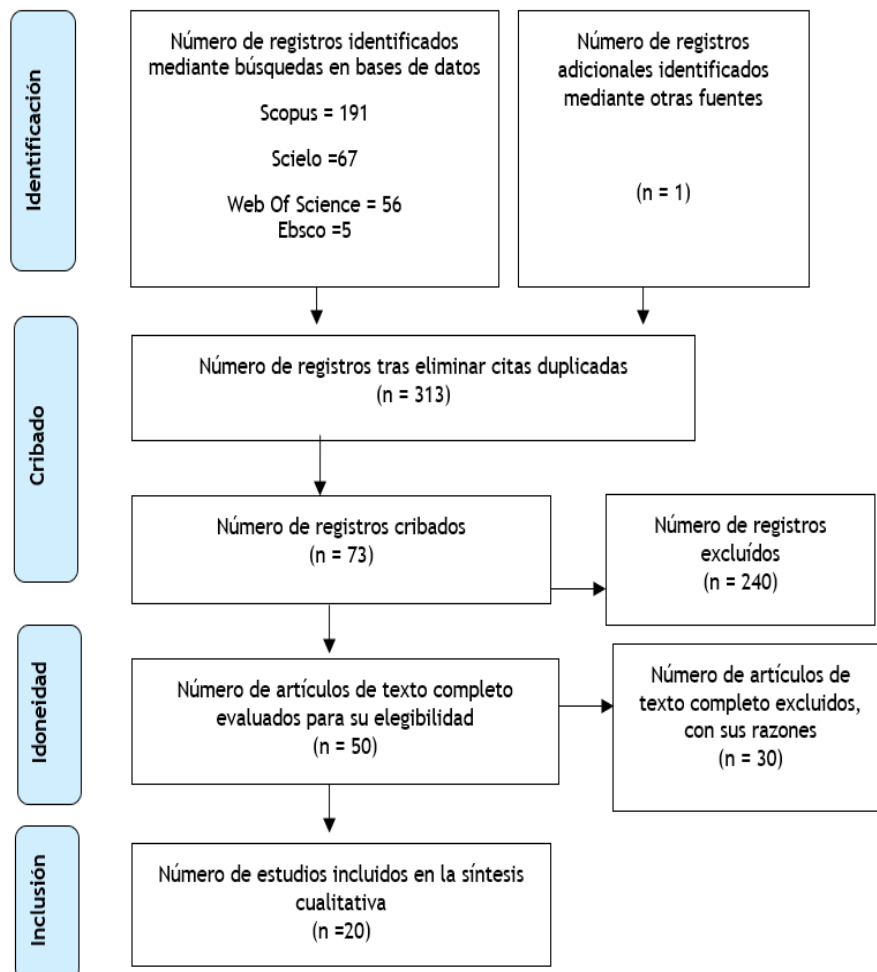 Identificación
Número de registros identificados
mediante búsquedas en bases de datos
Scopus = 191
Scielo =67
Web Of Science = 56
Ebsco =5
Número de registros
adicionales identificados
mediante otras fuentes
(n = 1)
Cribado
Número de registros tras eliminar citas duplicadas
(n = 313)
Número de registros cribados
(n = 73)
Número de registros
excluídos
(n = 240)
Idoneidad
Número de artículos de texto completo
evaluados para su elegibilidad
(n = 50)
Número de artículos de
texto completo excluidos,
con sus razones
(n = 30)
Inclusión
Número de estudios incluidos en la síntesis
cualitativa
(n =20)